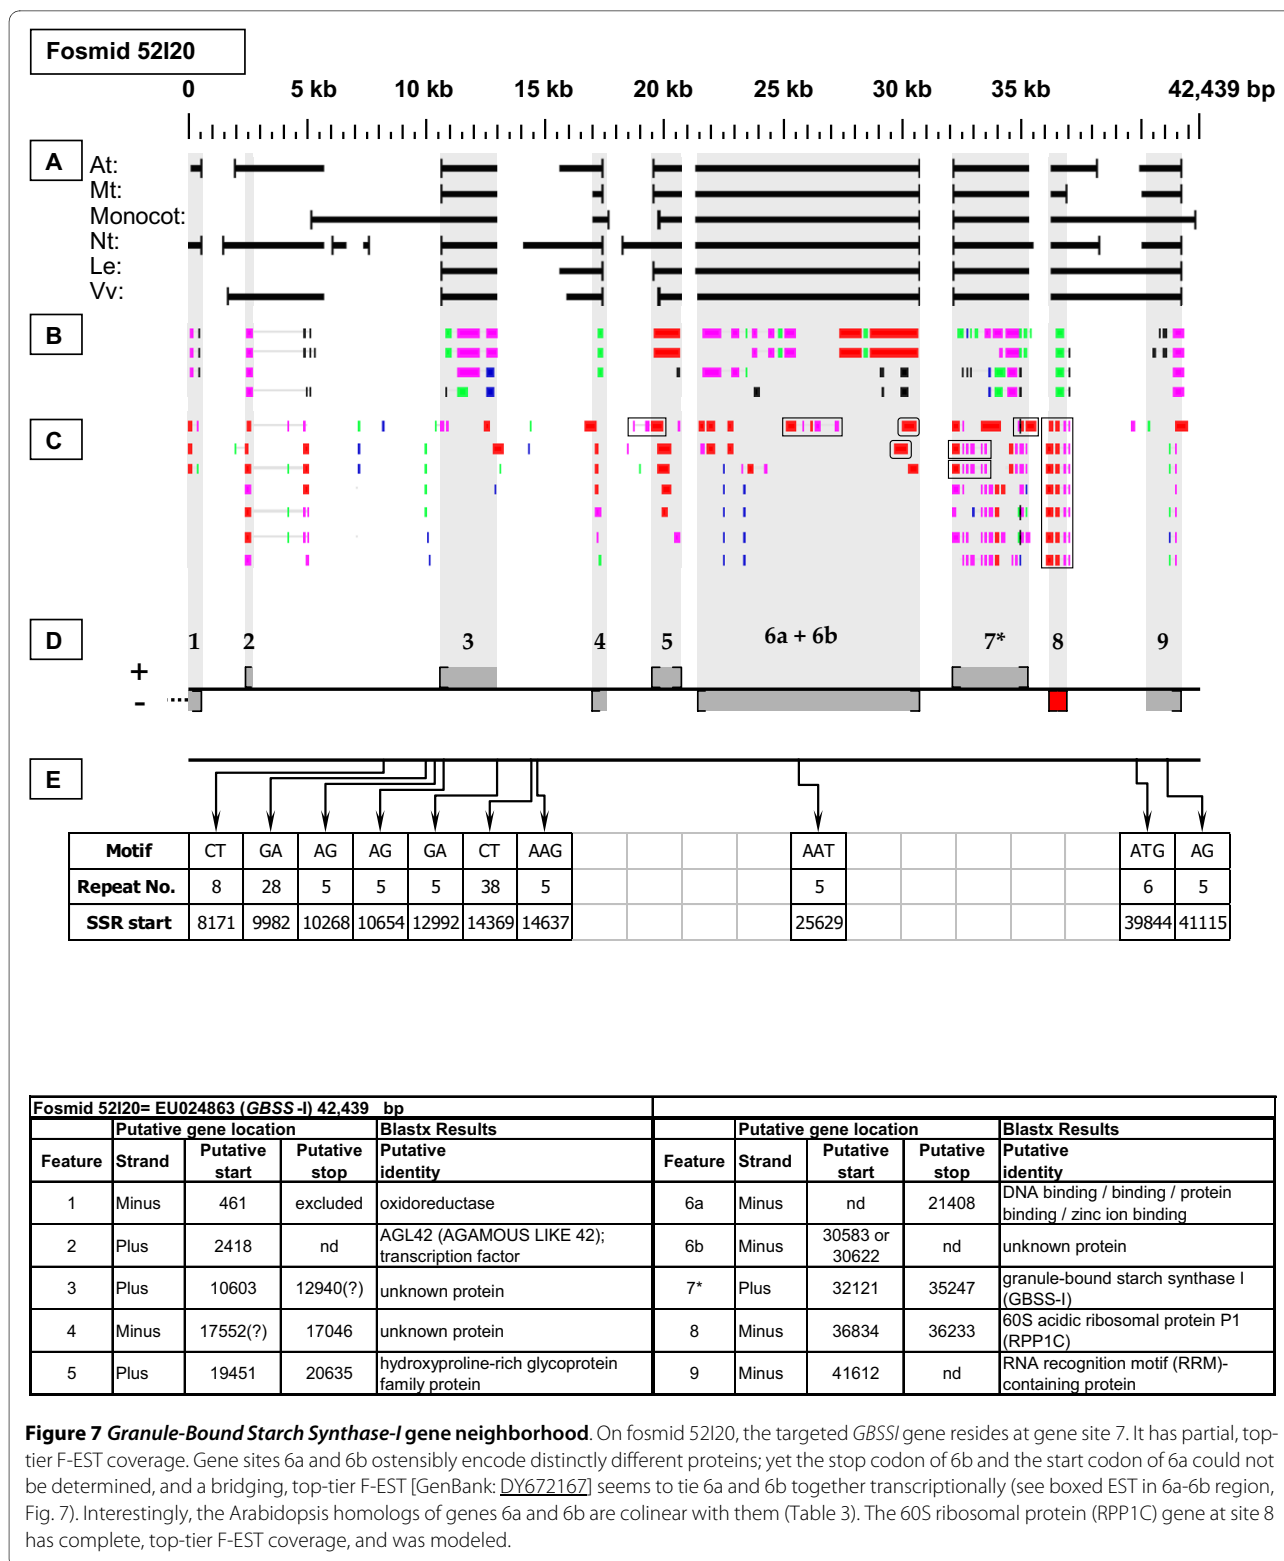 Fosmid 52I20
0 5 kb 10 kb 15 kb 20 kb 25 kb 30 kb 35 kb 42,439 bp
A
At:
Mt:
Monocot:
Nt:
Le:
Vv:
B
C
D
1 2 3 4 5 6a + 6b 7* 8 9
+
-
E
Motif CT GA AG AG GA CT AAG AAT ATG AG
Repeat No. 8 28 5 5 5 38 5 5 6 5
SSR start 8171 9982 10268 10654 12992 14369 14637 25629 39844 41115
Fosmid 52I20= EU024863 (GBSS-I) 42,439 bp
Putative gene location Blastx Results Putative gene location Blastx Results
Feature Strand Putative start Putative stop Putative identity Feature Strand Putative start Putative stop Putative identity
1 Minus 461 excluded oxidoreductase 6a Minus nd 21408 DNA binding / binding / protein binding / zinc ion binding
2 Plus 2418 nd AGL42 (AGAMOUS LIKE 42); transcription factor 6b Minus 30583 or 30622 nd unknown protein
3 Plus 10603 12940(?) unknown protein 7* Plus 32121 35247 granule-bound starch synthase I (GBSS-I)
4 Minus 17552(?) 17046 unknown protein 8 Minus 36834 36233 60S acidic ribosomal protein P1 (RPP1C)
5 Plus 19451 20635 hydroxyproline-rich glycoprotein family protein 9 Minus 41612 nd RNA recognition motif (RRM)-containing protein
Figure 7 Granule-Bound Starch Synthase-I gene neighborhood. On fosmid 52I20, the targeted GBSSI gene resides at gene site 7. It has partial, top-
tier F-EST coverage. Gene sites 6a and 6b ostensibly encode distinctly different proteins; yet the stop codon of 6b and the start codon of 6a could not
be determined, and a bridging, top-tier F-EST [GenBank: DY672167] seems to tie 6a and 6b together transcriptionally (see boxed EST in 6a-6b region,
Fig. 7). Interestingly, the Arabidopsis homologs of genes 6a and 6b are colinear with them (Table 3). The 60S ribosomal protein (RPP1C) gene at site 8
has complete, top-tier F-EST coverage, and was modeled.